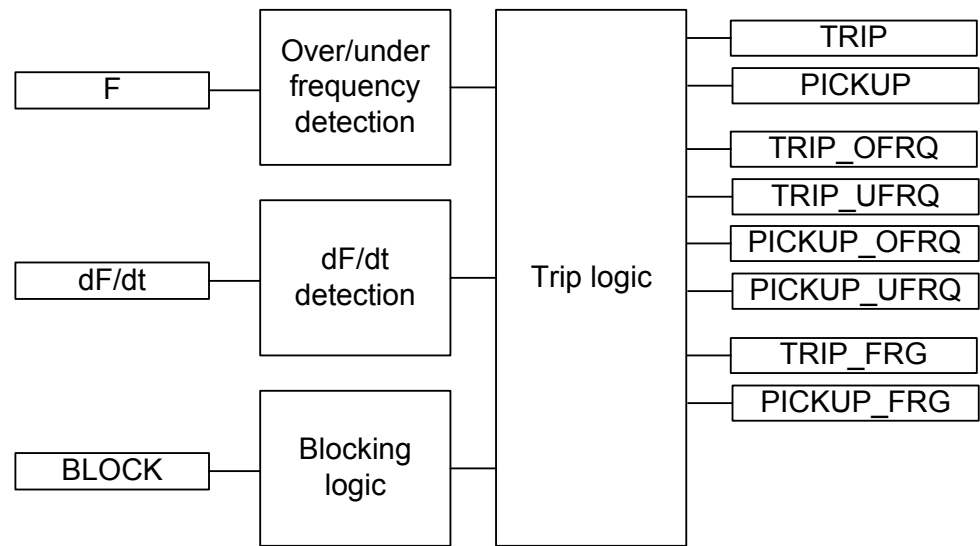 F
Over/under
frequency
detection
dF/dt
dF/dt
detection
BLOCK
Blocking
logic
Trip logic
TRIP
PICKUP
TRIP_OFRQ
TRIP_UFRQ
PICKUP_OFRQ
PICKUP_UFRQ
TRIP_FRG
PICKUP_FRG